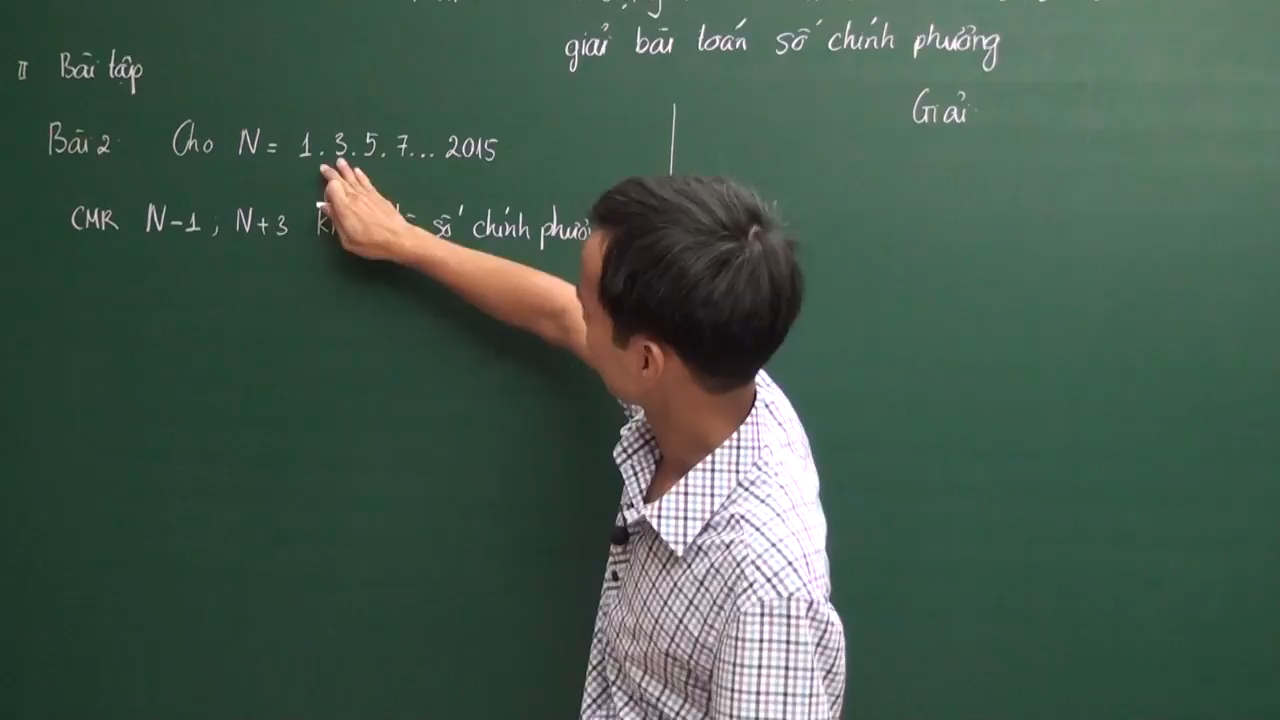 giải bài toán số chính phương
II Bài tập
Bài 2 Cho N = 1.3.5.7... 2015
CMR N-1 ; N+3 số chính
Giải